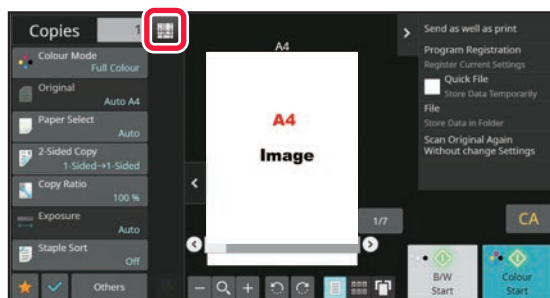 Copies 1
Colour Mode
Full Colour
Original
Auto A4
Paper Select
Auto
2-Sided Copy
1-Sided→1-Sided
Copy Ratio
100 %
Exposure
Auto
Staple Sort
Off
Others
A4
A4
Image
1/7
Send as well as print
Program Registration
Register Current Settings
Quick File
Store Data Temporarily
File
Store Data in Folder
Scan Original Again
Without change Settings
CA
B/W
Start
Colour
Start